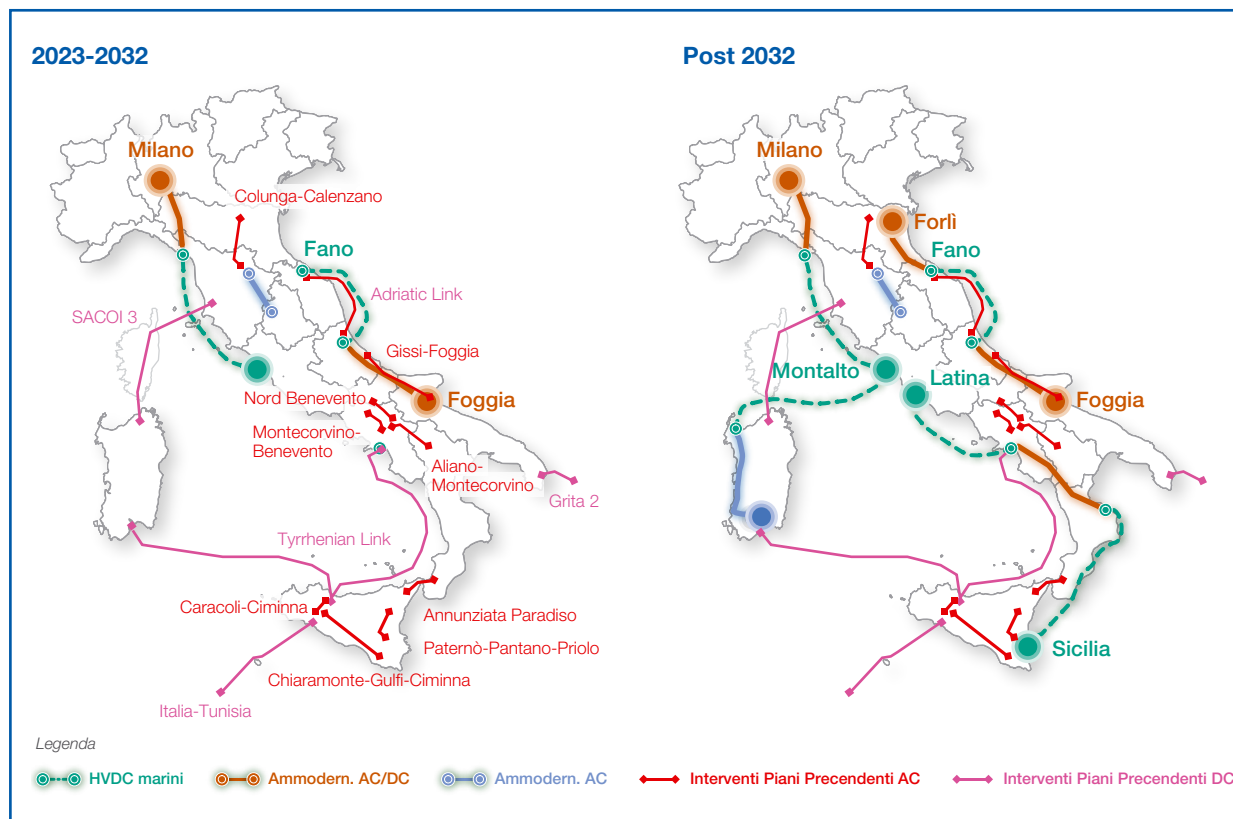 2023-2032
Milano
Colunga-Calenzano
Fano
Adriatic Link
SACOI 3
Gissi-Foggia
Nord Benevento
Foggia
Montecorvino-
Benevento
Aliano-
Montecorvino
Grita 2
Tyrrhenian Link
Caracoli-Ciminna
Annunziata Paradiso
Paternò-Pantano-Priolo
Chiaramonte-Gulfi-Ciminna
Italia-Tunisia
Post 2032
Milano
Forlì
Fano
Montalto
Latina
Foggia
Sicilia
Legenda
HVDC marini
Ammodern. AC/DC
Ammodern. AC
Interventi Piani Precendenti AC
Interventi Piani Precendenti DC